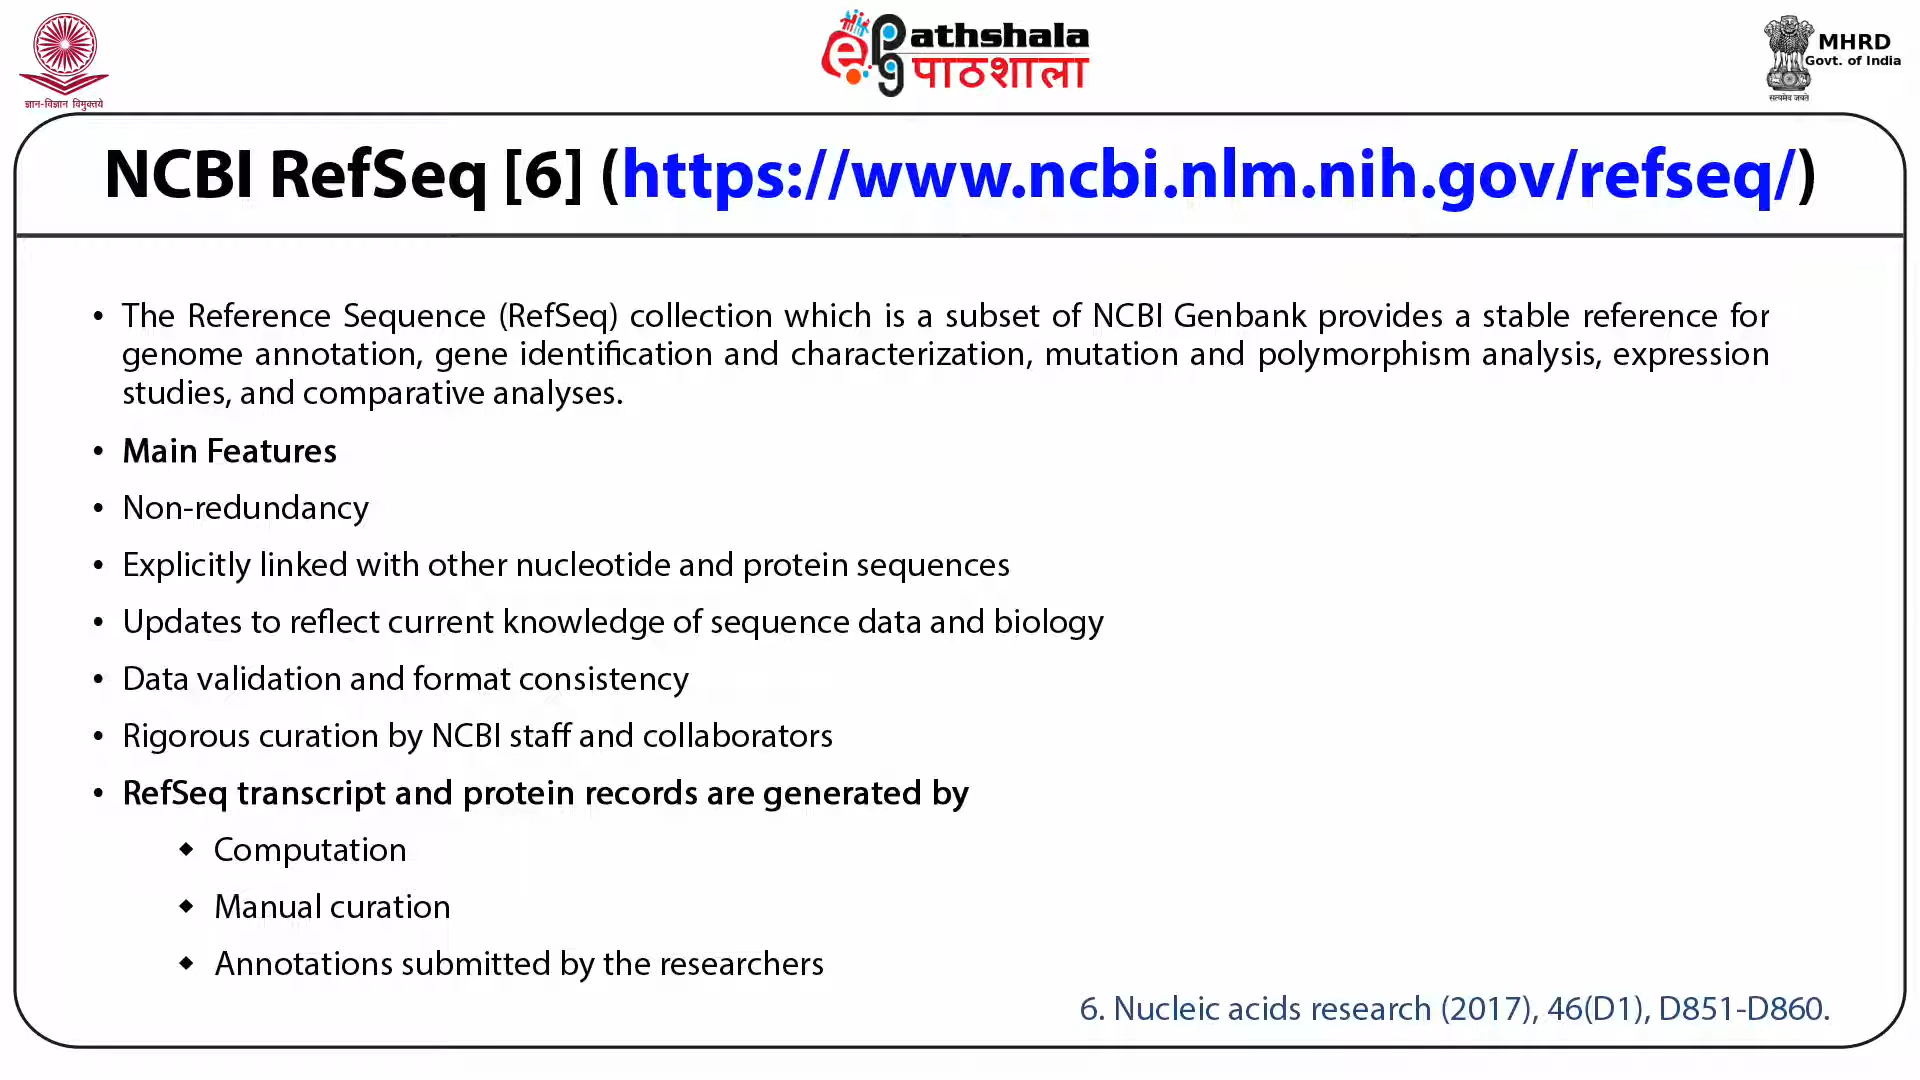 ज्ञान-विज्ञान विमुक्तये
ePathshala
पाठशाला
MHRD
Govt. of India
सत्यमेव जयते
NCBI RefSeq [6] (https://www.ncbi.nlm.nih.gov/refseq/)
• The Reference Sequence (RefSeq) collection which is a subset of NCBI Genbank provides a stable reference for
genome annotation, gene identification and characterization, mutation and polymorphism analysis, expression
studies, and comparative analyses.
• Main Features
• Non-redundancy
• Explicitly linked with other nucleotide and protein sequences
• Updates to reflect current knowledge of sequence data and biology
• Data validation and format consistency
• Rigorous curation by NCBI staff and collaborators
• RefSeq transcript and protein records are generated by
◆ Computation
◆ Manual curation
◆ Annotations submitted by the researchers
6. Nucleic acids research (2017), 46(D1), D851-D860.